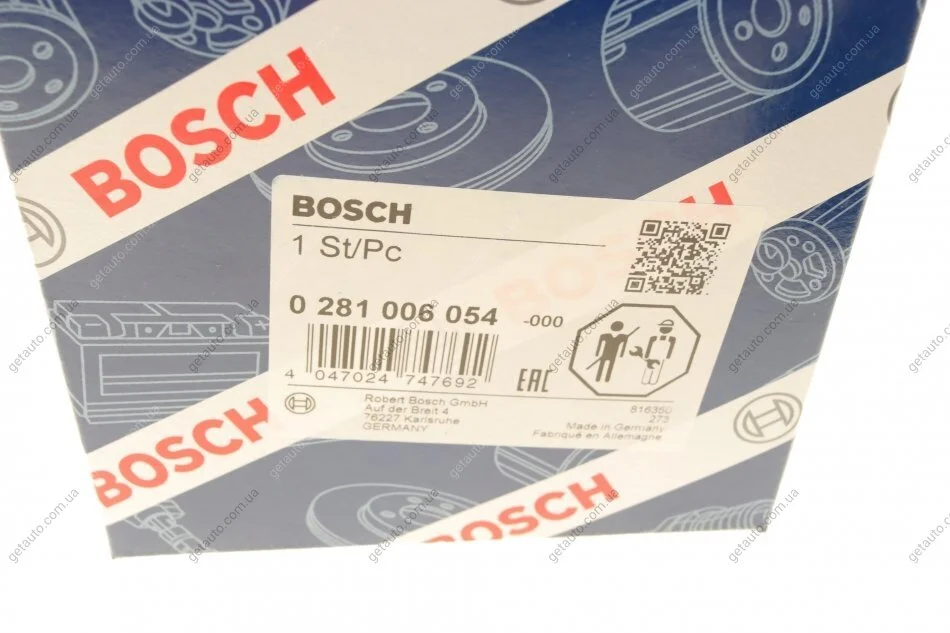 BOSCH
BOSCH
1 St/Pc
0 281 006 054 -000
4 047024 747692
EAC
Robert Bosch GmbH
Auf der Breit 4
76227 Karlsruhe
GERMANY
816350
273
Made in Germany
Fabriqué en Allemagne
BOSCH
BOSCH
BOSCH
getauto.com.ua